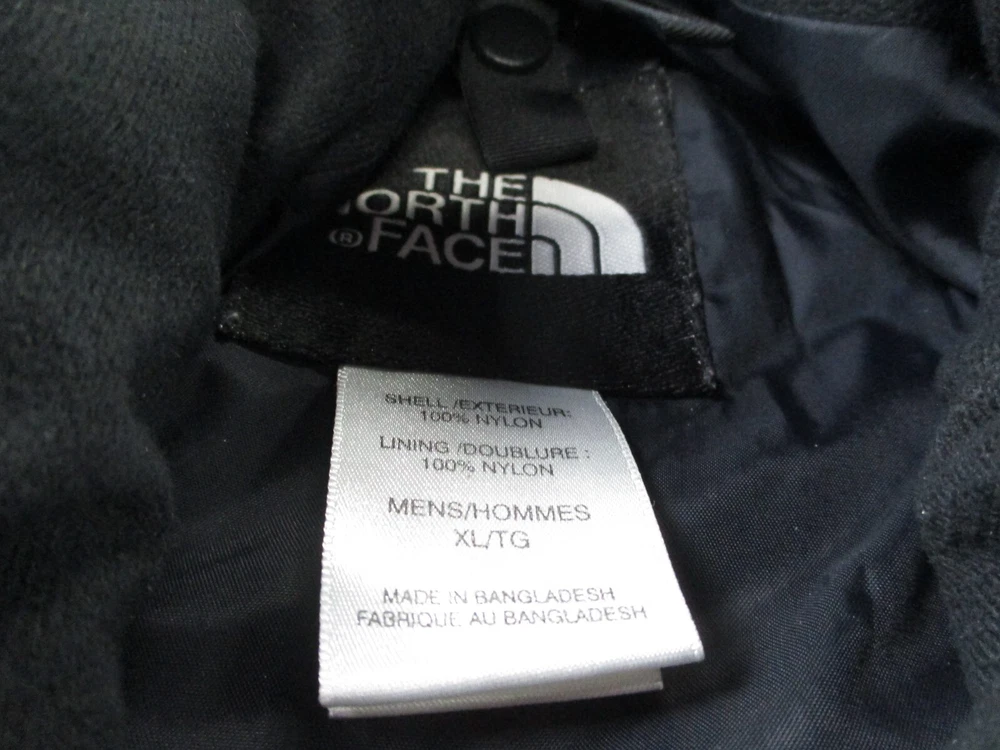 THE
ORTH
® FACE
SHELL /EXTERIEUR:
100% NYLON
LINING /DOUBLURE :
100% NYLON
MENS/HOMMES
XL/TG
MADE IN BANGLADESH
FABRIQUE AU BANGLADESH